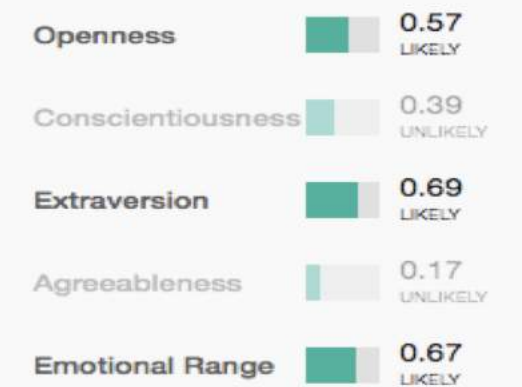 Openness 0.57
LIKELY
Conscientiousness 0.39
UNLIKELY
Extraversion 0.69
LIKELY
Agreeableness 0.17
UNLIKELY
Emotional Range 0.67
LIKELY